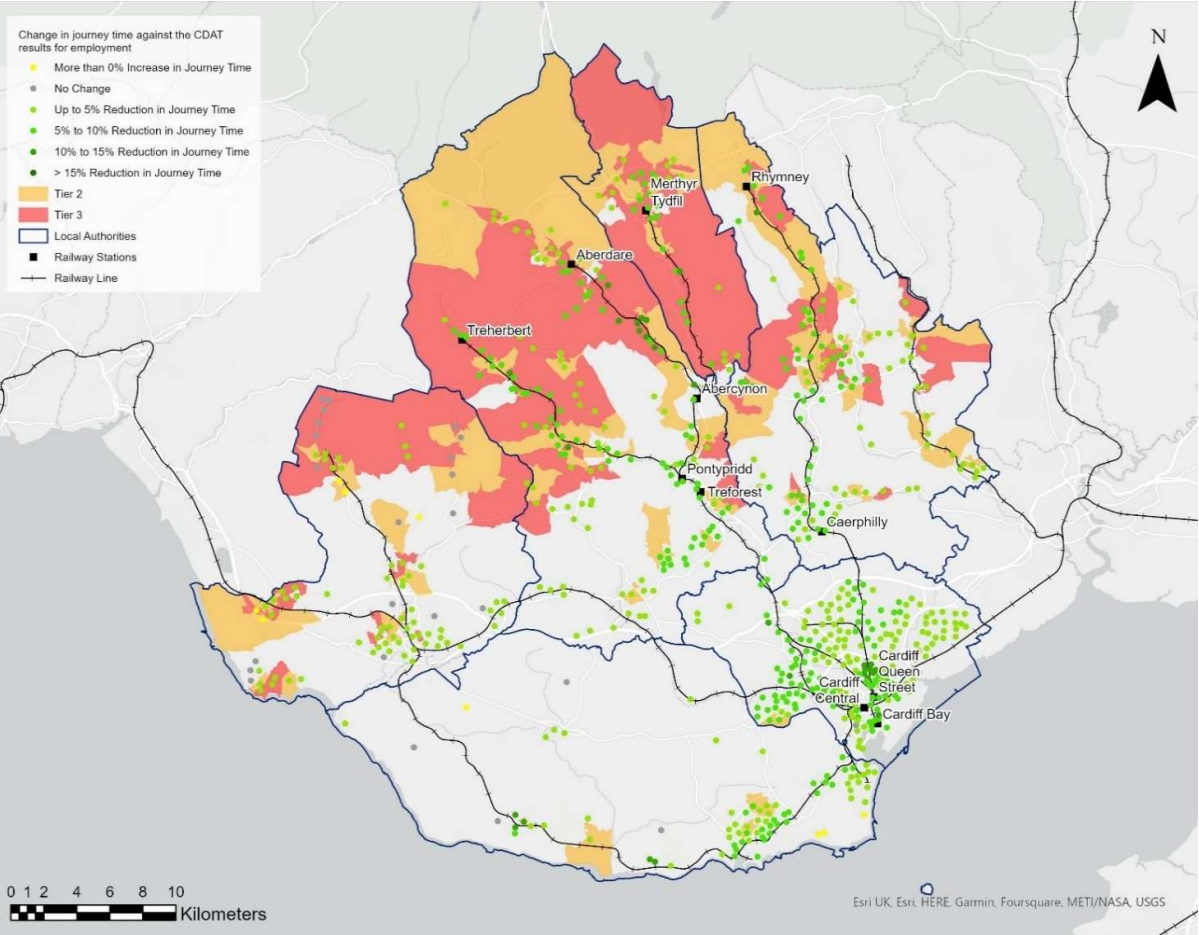 Change in journey time against the CDAT
results for employment
More than 0% Increase in Journey Time
No Change
Up to 5% Reduction in Journey Time
5% to 10% Reduction in Journey Time
10% to 15% Reduction in Journey Time
> 15% Reduction in Journey Time
Tier 2
Tier 3
Local Authorities
Railway Stations
Railway Line
N
Merthyr
Tydfil
Rhymney
Aberdare
Treherbert
Abercynon
Pontypridd
Treforest
Caerphilly
Cardiff
Queen
Street
Cardiff
Central
Cardiff Bay
0 1 2 4 6 8 10
Kilometers
Esri UK, Esri, HERE, Garmin, Foursquare, METI/NASA, USGS